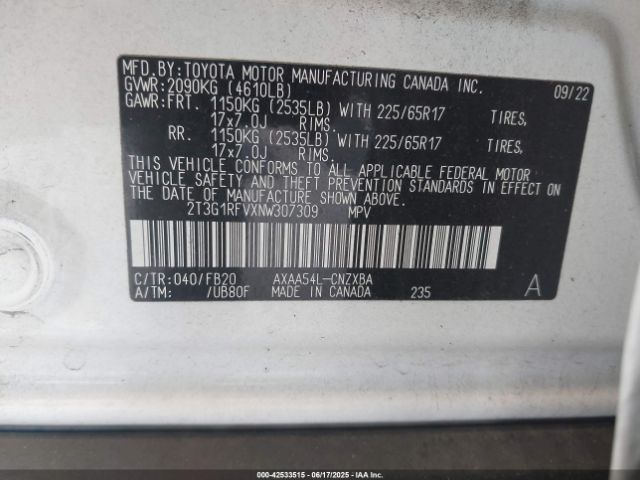 MFD.BY:TOYOTA MOTOR MANUFACTURING CANADA INC.
GVWR:2090KG (4610LB) 09/22
GAWR:FRT. 1150KG (2535LB) WITH 225/65R17 TIRES,
17x7.0J RIMS.
RR. 1150KG (2535LB) WITH 225/65R17 TIRES,
17x7.0J RIMS.
THIS VEHICLE CONFORMS TO ALL APPLICABLE FEDERAL MOTOR
VEHICLE SAFETY AND THEFT PREVENTION STANDARDS IN EFFECT ON
THE DATE OF MANUFACTURE SHOWN ABOVE.
2T3G1RFVXNW307309 MPV
C/TR:040/FB20 AXAA54L-CNZXBA
A/TM: /UB80F MADE IN CANADA 235 A
000-42533515 - 06/17/2025 - IAA Inc.